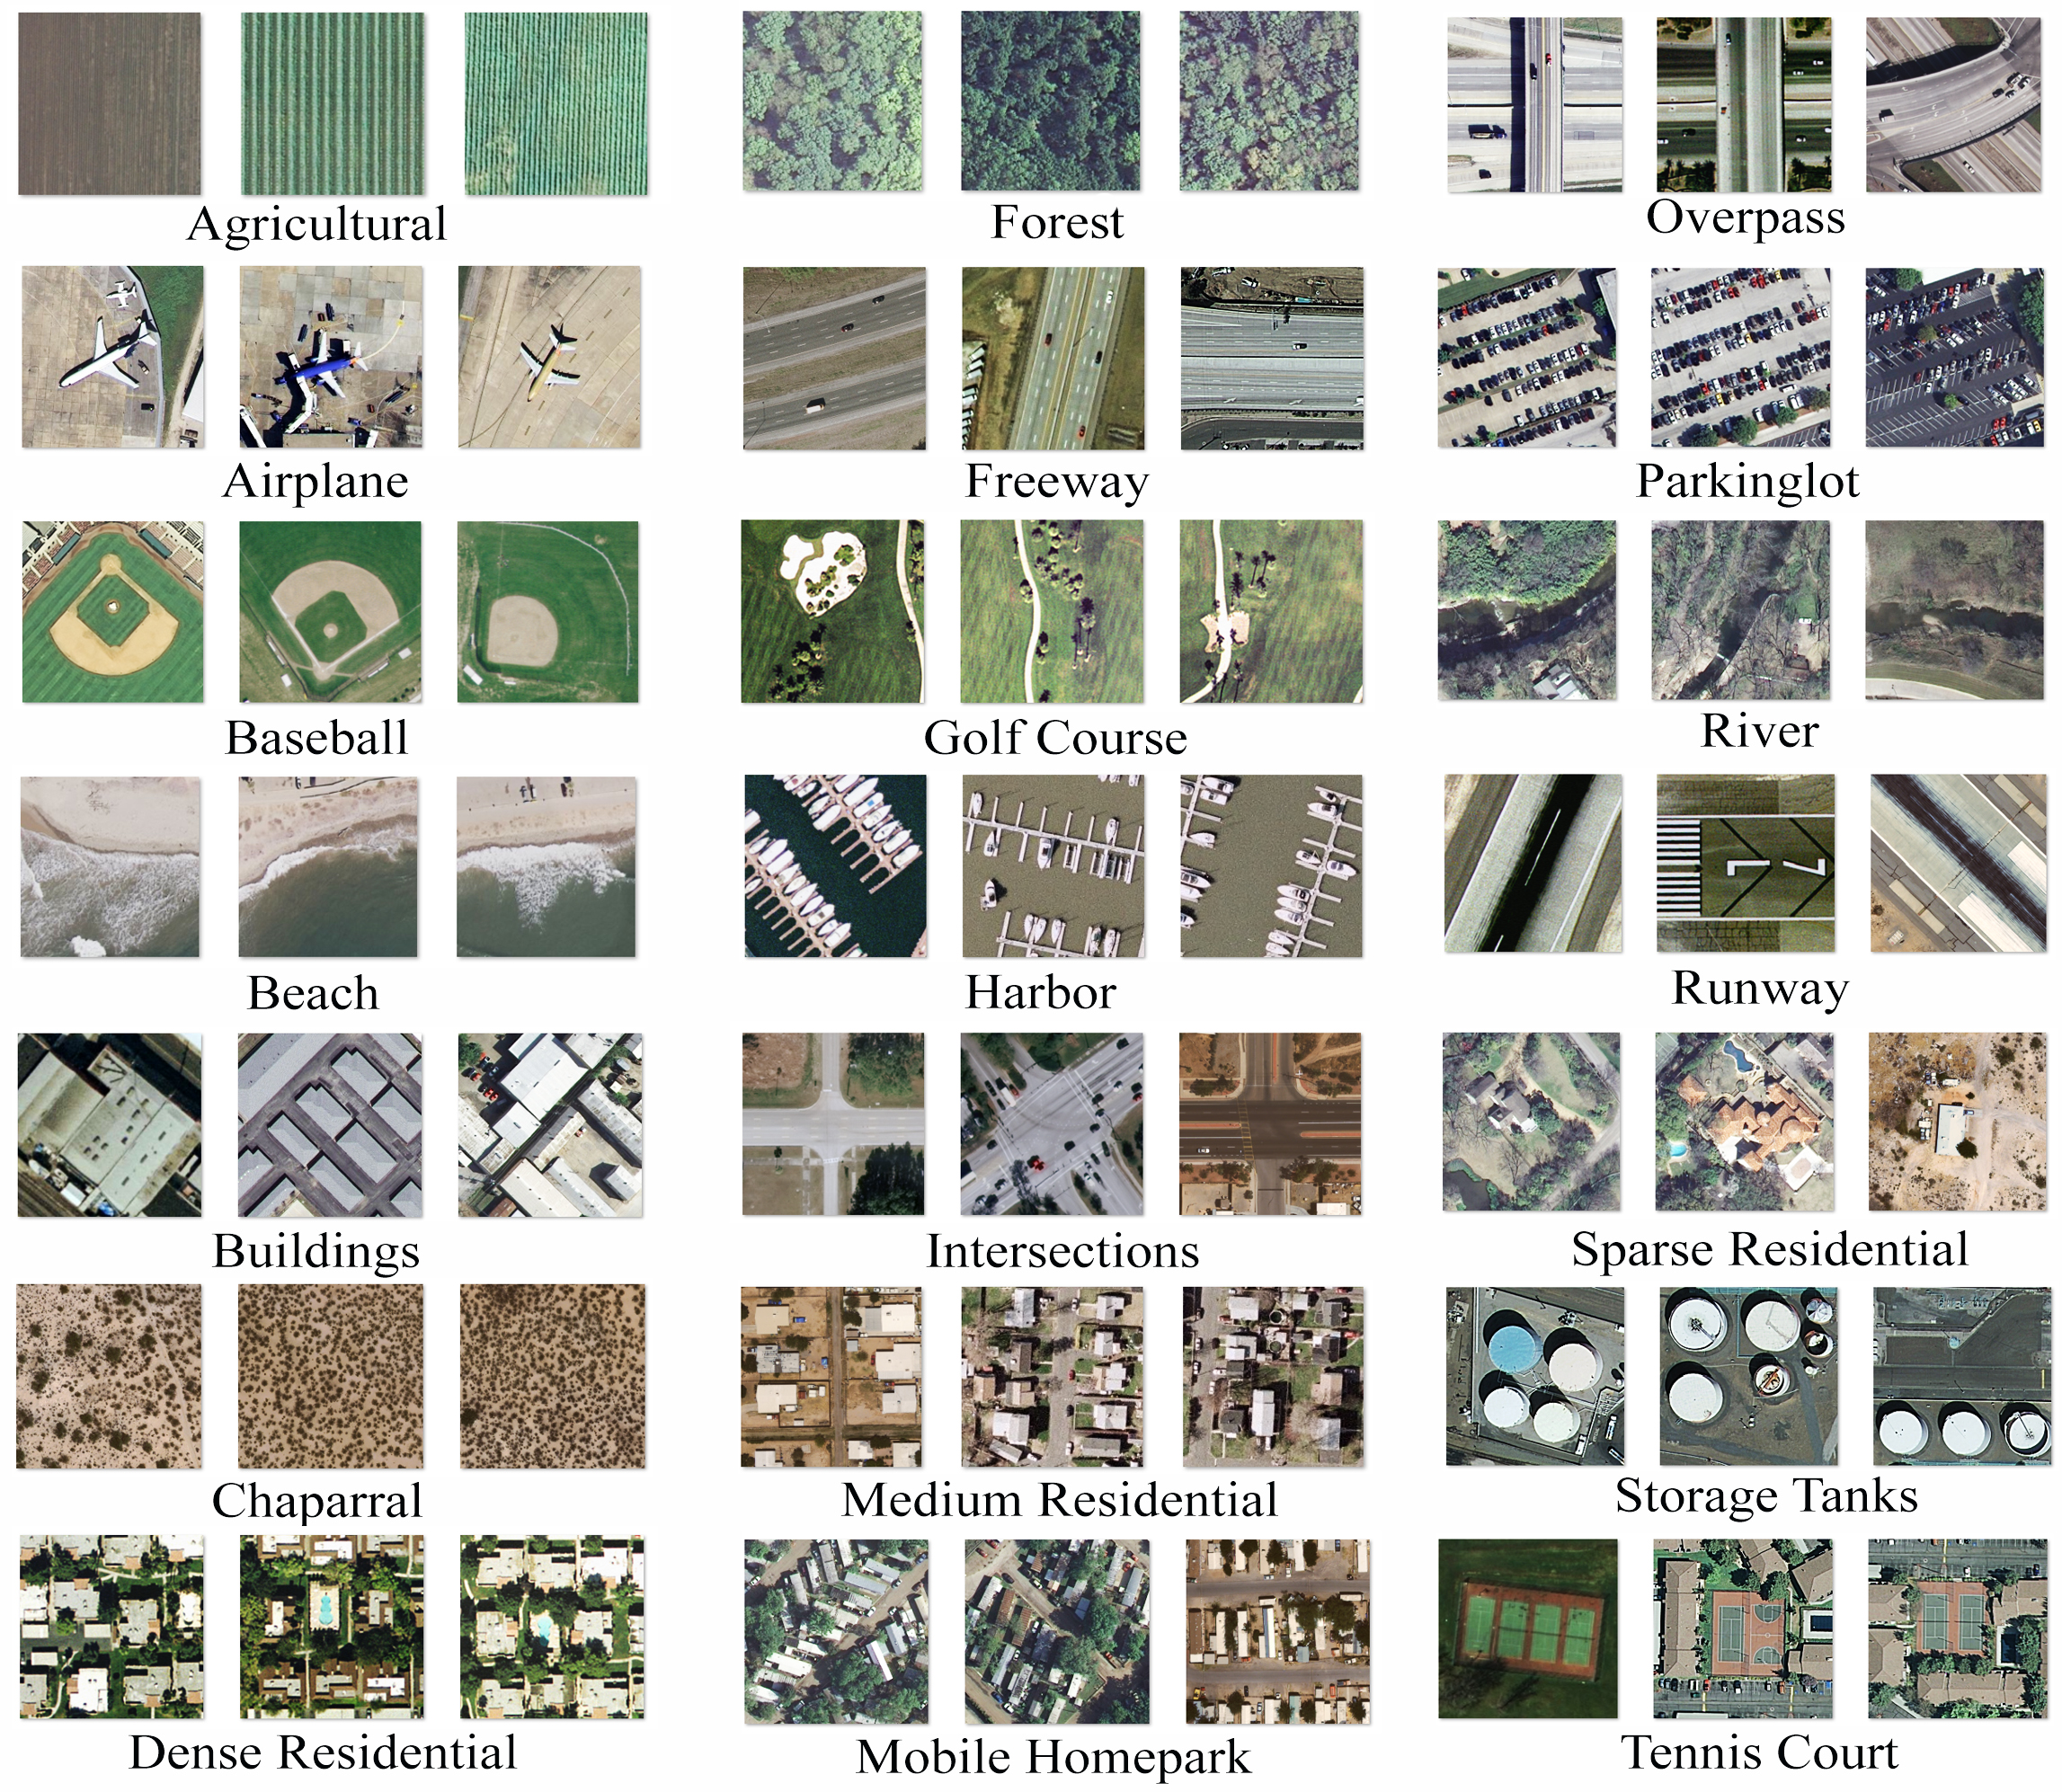 Agricultural
Forest
Overpass
Airplane
Freeway
Parkinglot
Baseball
Golf Course
River
Beach
Harbor
Runway
Buildings
Intersections
Sparse Residential
Chaparral
Medium Residential
Storage Tanks
Dense Residential
Mobile Homepark
Tennis Court